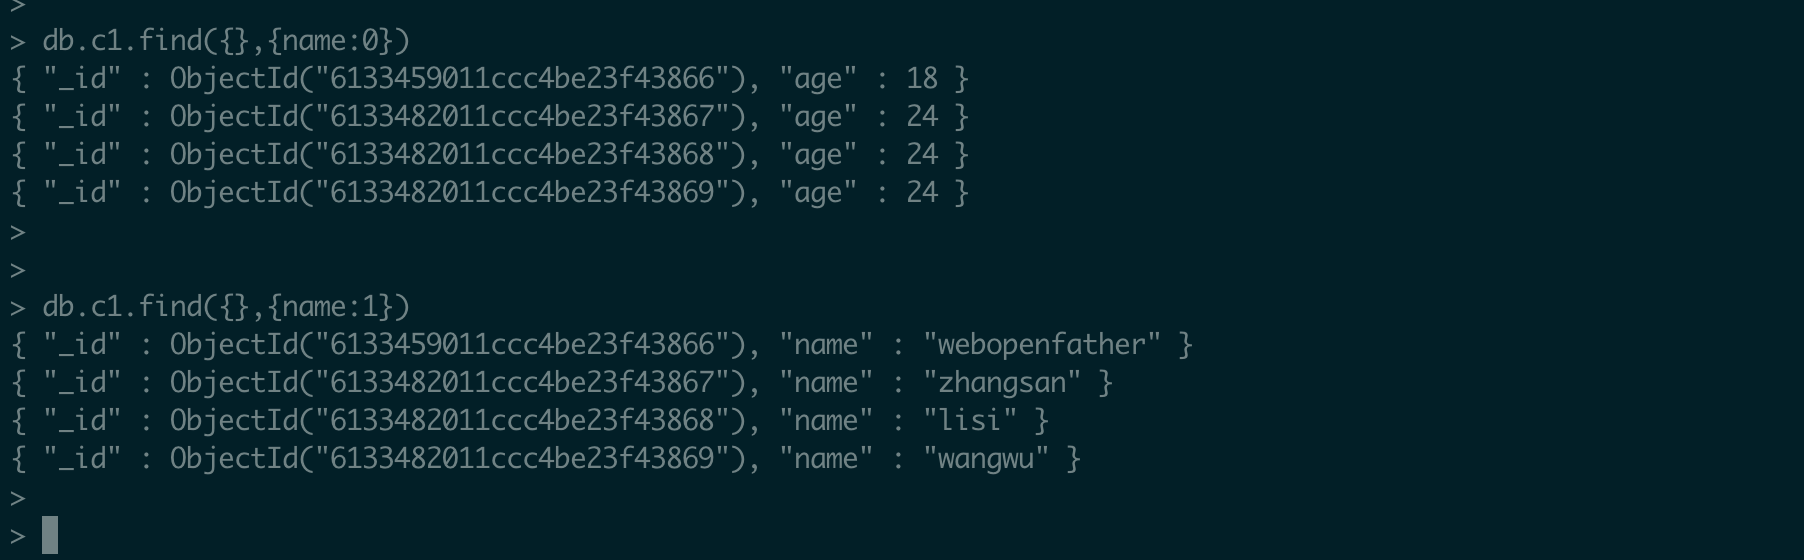 >
> db.c1.find({},{name:0})
{ "_id" : ObjectId("6133459011ccc4be23f43866"), "age" : 18 }
{ "_id" : ObjectId("6133482011ccc4be23f43867"), "age" : 24 }
{ "_id" : ObjectId("6133482011ccc4be23f43868"), "age" : 24 }
{ "_id" : ObjectId("6133482011ccc4be23f43869"), "age" : 24 }
>
>
> db.c1.find({},{name:1})
{ "_id" : ObjectId("6133459011ccc4be23f43866"), "name" : "webopenfather" }
{ "_id" : ObjectId("6133482011ccc4be23f43867"), "name" : "zhangsan" }
{ "_id" : ObjectId("6133482011ccc4be23f43868"), "name" : "lisi" }
{ "_id" : ObjectId("6133482011ccc4be23f43869"), "name" : "wangwu" }
>
>